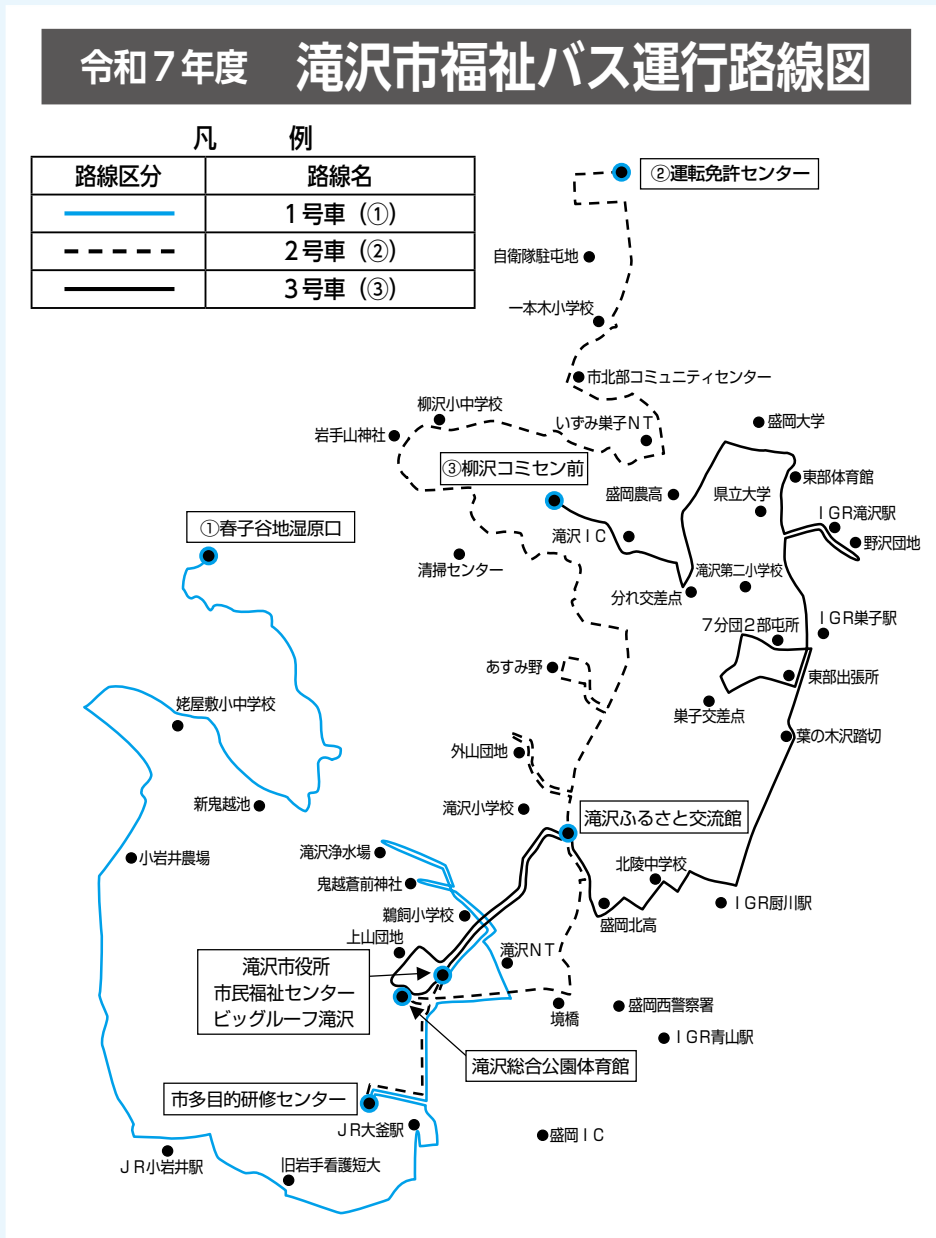 令和7年度 滝沢市福祉バス運行路線図
凡 例
路線区分 路線名
1号車（①）
2号車（②）
3号車（③）
②運転免許センター
自衛隊駐屯地
一本木小学校
市北部コミュニティセンター
柳沢小中学校
いずみ巣子NT
盛岡大学
岩手山神社
③柳沢コミセン前
東部体育館
盛岡農高
県立大学
IGR滝沢駅
①春子谷地湿原口
滝沢IC
野沢団地
清掃センター
滝沢第二小学校
分れ交差点
7分団2部屯所
IGR巣子駅
あすみ野
東部出張所
姥屋敷小中学校
巣子交差点
葉の木沢踏切
外山団地
新鬼越池
滝沢小学校
滝沢ふるさと交流館
小岩井農場
滝沢浄水場
北陵中学校
鬼越蒼前神社
IGR厨川駅
鵜飼小学校
盛岡北高
上山団地
滝沢NT
滝沢市役所
市民福祉センター
ビッグルーフ滝沢
境橋
盛岡西警察署
IGR青山駅
滝沢総合公園体育館
市多目的研修センター
JR大釜駅
盛岡IC
JR小岩井駅
旧岩手看護短大